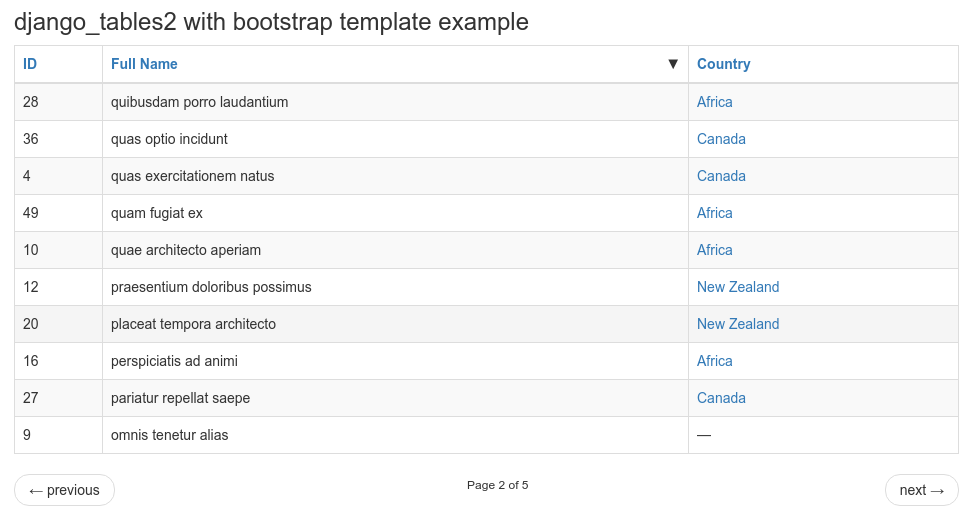 django_tables2 with bootstrap template example
ID Full Name ▼ Country
28 quibusdam porro laudantium Africa
36 quas optio incidunt Canada
4 quas exercitationem natus Canada
49 quam fugiat ex Africa
10 quae architecto aperiam Africa
12 praesentium doloribus possimus New Zealand
20 placeat tempora architecto New Zealand
16 perspiciatis ad animi Africa
27 pariatur repellat saepe Canada
9 omnis tenetur alias —
← previous Page 2 of 5 next →